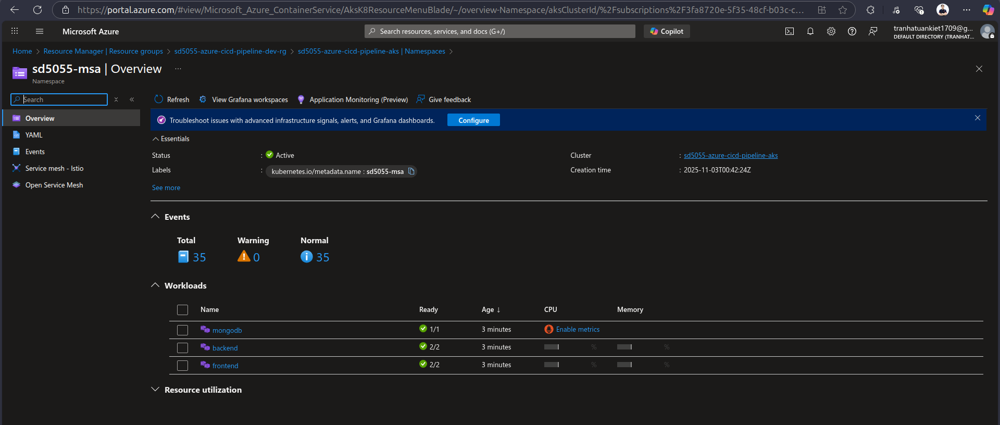 https://portal.azure.com/#view/Microsoft_Azure_ContainerService/AksK8ResourceMenuBlade/~/overview-Namespace/aksClusterId/%2Fsubscriptions%2F3fa8720e-5f35-48cf-b03c-c...
Microsoft Azure
Search resources, services, and docs (G+/)
Copilot
tranhatuankiet1709@g...
DEFAULT DIRECTORY (TRANHAT...
Home > Resource Manager | Resource groups > sd5055-azure-cicd-pipeline-dev-rg > sd5055-azure-cicd-pipeline-aks | Namespaces >
sd5055-msa | Overview ...
Namespace
Search
Refresh View Grafana workspaces Application Monitoring (Preview) Give feedback
Overview
YAML
Events
Service mesh - Istio
Open Service Mesh
Troubleshoot issues with advanced infrastructure signals, alerts, and Grafana dashboards. Configure
Essentials
Status : Active
Cluster : sd5055-azure-cicd-pipeline-aks
Labels : kubernetes.io/metadata.name : sd5055-msa
Creation time : 2025-11-03T00:42:24Z
See more
Events
Total Warning Normal
35 0 35
Workloads
Name Ready Age ↓ CPU Memory
mongodb 1/1 3 minutes Enable metrics
backend 2/2 3 minutes % %
frontend 2/2 3 minutes % %
Resource utilization